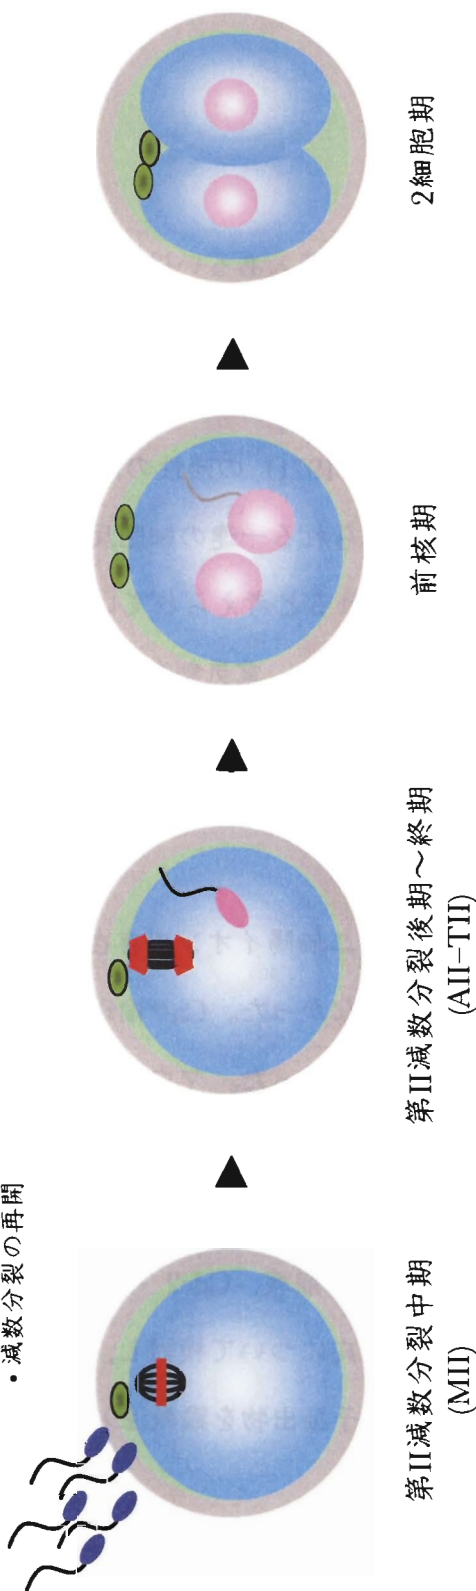 ・減数分裂の再開
第II減数分裂中期
(MII)
第II減数分裂後期〜終期
(AII–TII)
前核期
2細胞期